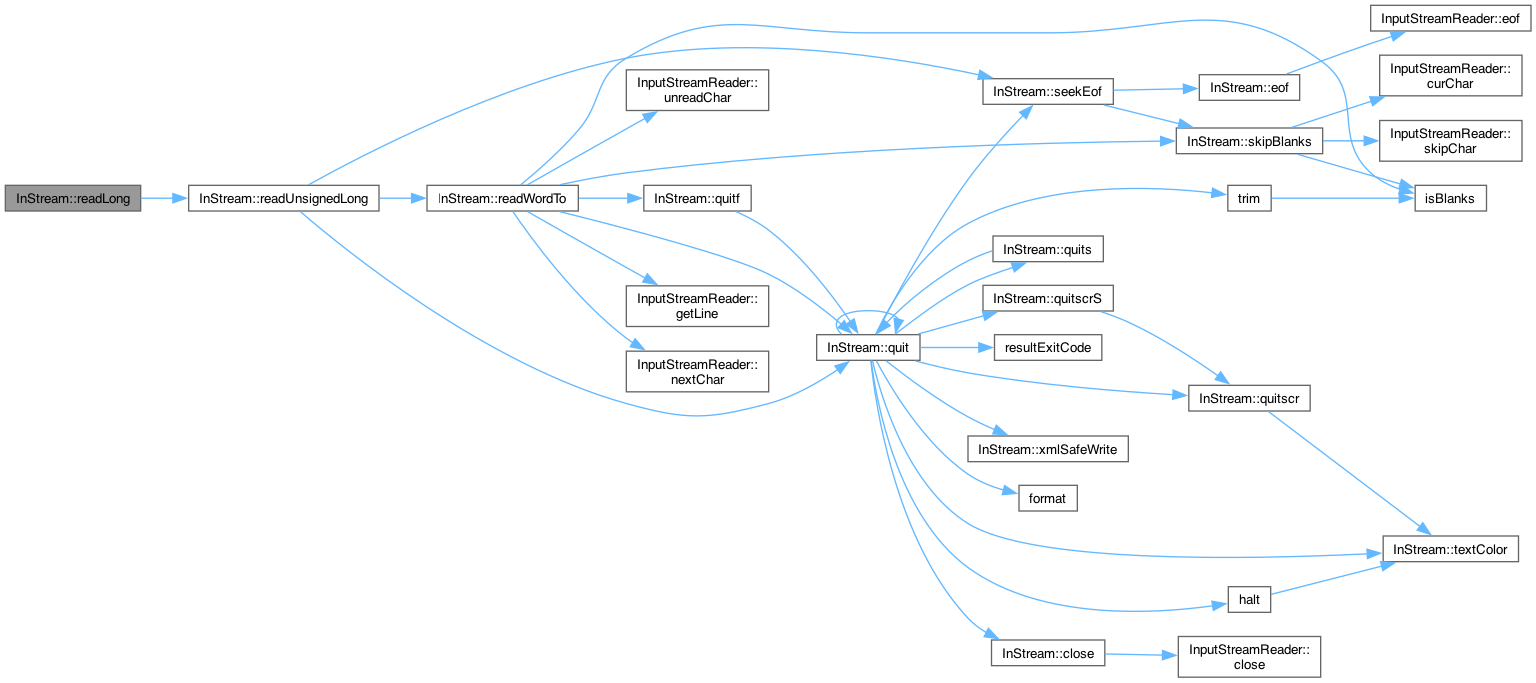 InStream::readLong
InStream::readUnsignedLong
InStream::readWordTo
InputStreamReader::
unreadChar
InStream::quitf
InputStreamReader::
getLine
InputStreamReader::
nextChar
InStream::quit
InStream::seekEof
InStream::eof
InputStreamReader::eof
InputStreamReader::
curChar
InStream::skipBlanks
InputStreamReader::
skipChar
trim
isBlanks
InStream::quits
InStream::quitscrS
resultExitCode
InStream::quitscr
InStream::xmlSafeWrite
format
InStream::textColor
halt
InStream::close
InputStreamReader::
close